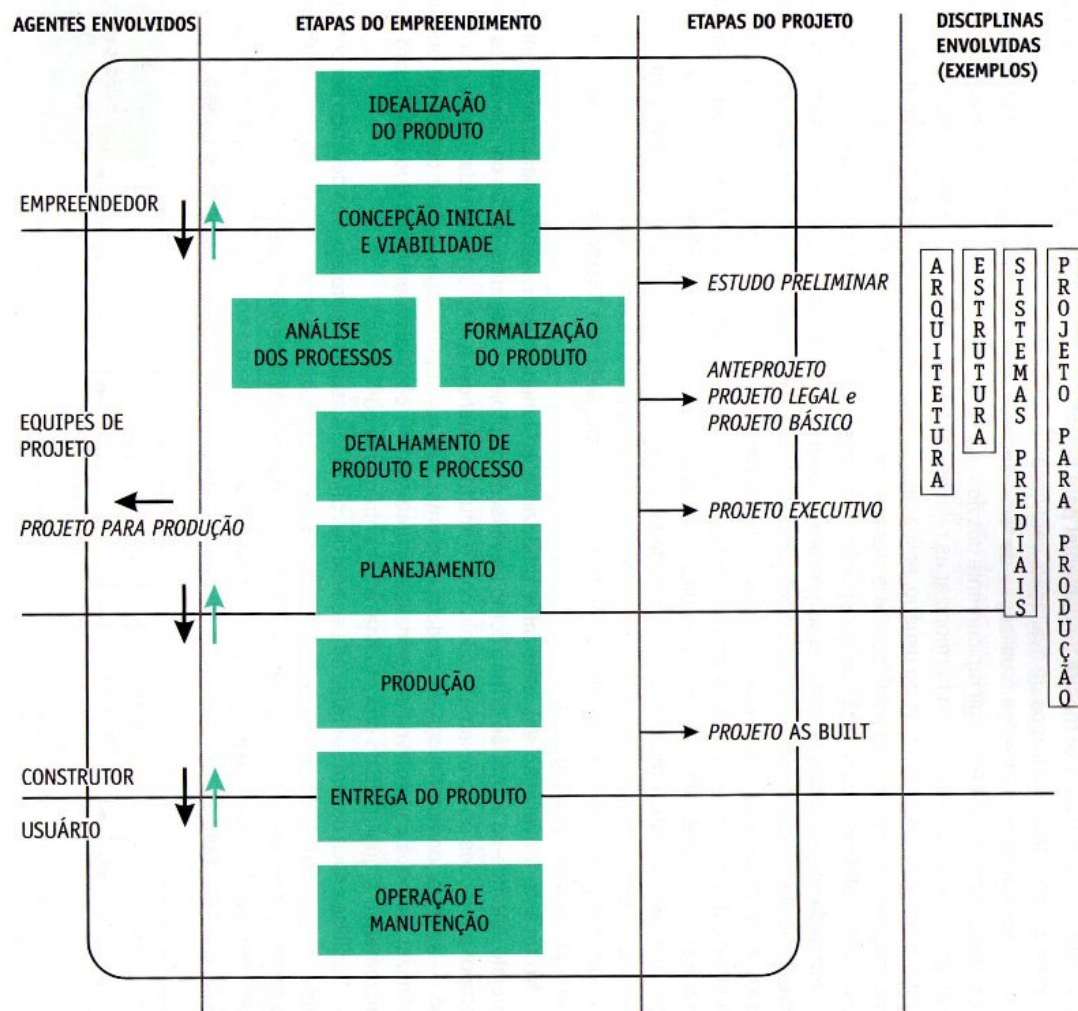 AGENTES ENVOLVIDOS
ETAPAS DO EMPREENDIMENTO
ETAPAS DO PROJETO
DISCIPLINAS
ENVOLVIDAS
(EXEMPLOS)
IDEALIZAÇÃO
DO PRODUTO
EMPREENDEDOR
CONCEPÇÃO INICIAL
E VIABILIDADE
ESTUDO PRELIMINAR
ANÁLISE
DOS PROCESSOS
FORMALIZAÇÃO
DO PRODUTO
ANTEPROJETO
PROJETO LEGAL e
PROJETO BÁSICO
EQUIPES DE
PROJETO
DETALHAMENTO DE
PRODUTO E PROCESSO
PROJETO PARA PRODUÇÃO
PROJETO EXECUTIVO
PLANEJAMENTO
PRODUÇÃO
PROJETO AS BUILT
CONSTRUTOR
ENTREGA DO PRODUTO
USUÁRIO
OPERAÇÃO E
MANUTENÇÃO
ARQUITETURA
ESTRUTURA
SISTEMAS PREDIAIS
PROJETO PARA PRODUÇÃO